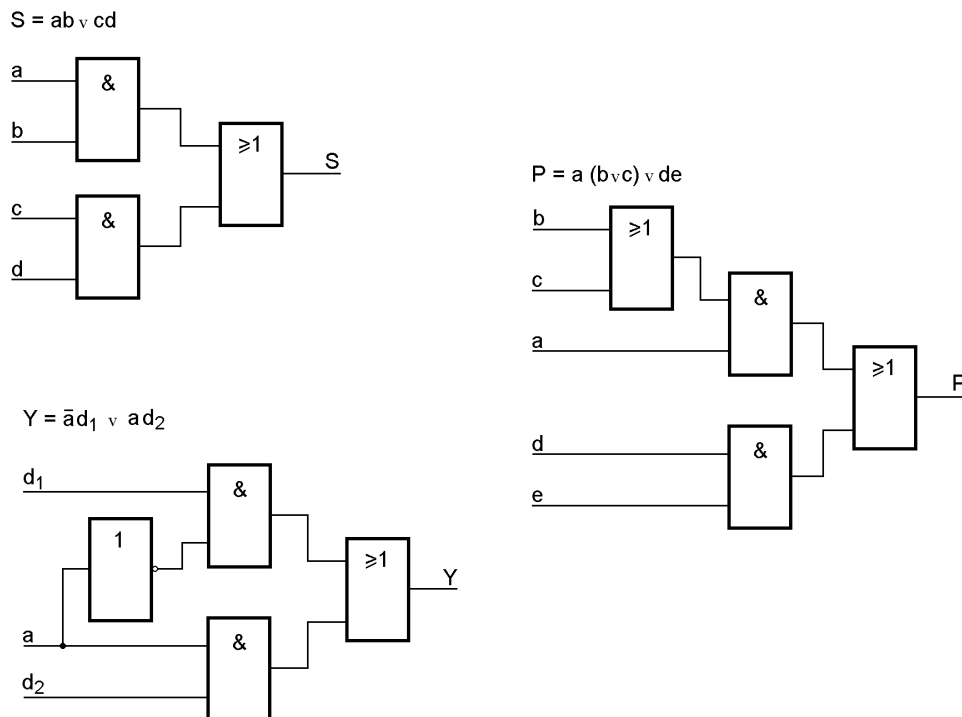 S = ab v cd
a
&
b
≥1
S
c
&
d
P = a (b v c) v de
b
≥1
c
&
a
≥1
P
d
&
e
Y = ād₁ v ad₂
d₁
&
1
≥1
Y
a
&
d₂